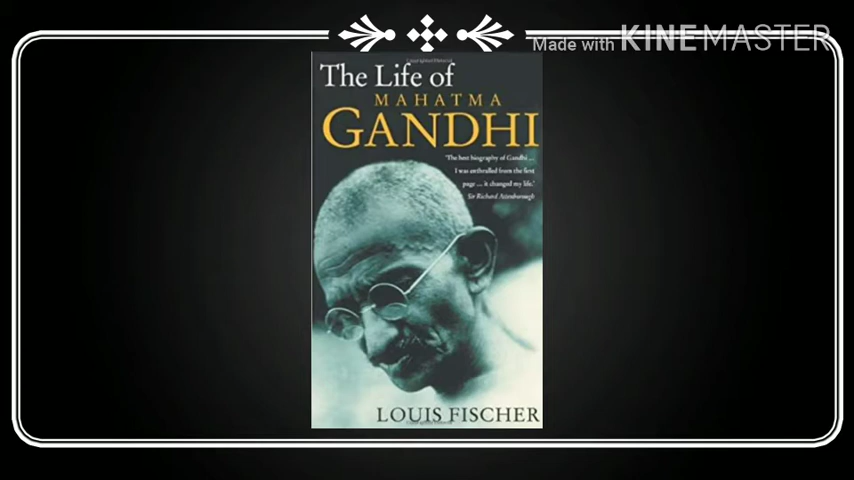 Made with KINEMASTER
The Life of
MAHATMA
GANDHI
'The best biography of Gandhi ...
I was enthralled from the first
page ... it changed my life.'
Sir Richard Attenborough
LOUIS FISCHER